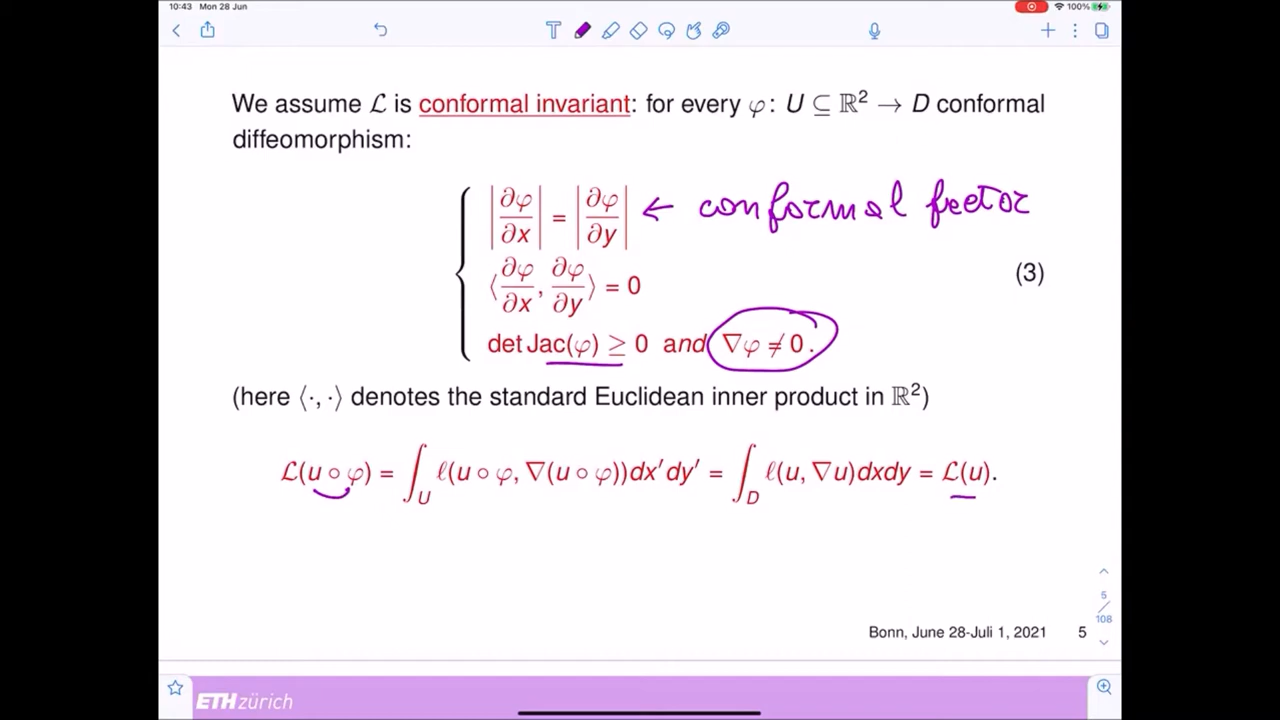 10:43 Mon 28 Jun
100%
T
We assume ℒ is conformal invariant: for every φ: U ⊆ ℝ² → D conformal
diffeomorphism:
|∂φ/∂x| = |∂φ/∂y| ← conformal factor
⟨∂φ/∂x, ∂φ/∂y⟩ = 0
(3)
det Jac(φ) ≥ 0 and ∇φ ≠ 0.
(here ⟨·,·⟩ denotes the standard Euclidean inner product in ℝ²)
ℒ(u ∘ φ) = ∫_U ℓ(u ∘ φ, ∇(u ∘ φ))dx′dy′ = ∫_D ℓ(u, ∇u)dxdy = ℒ(u).
5
/
108
Bonn, June 28-Juli 1, 2021 5
ETH zürich